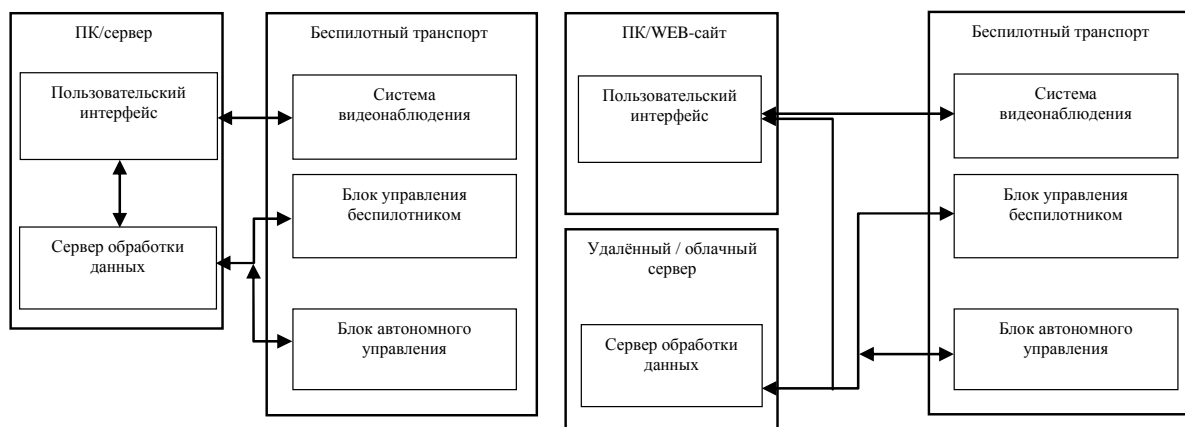 ПК/сервер
Пользовательский
интерфейс
Сервер обработки
данных
Беспилотный транспорт
Система
видеонаблюдения
Блок управления
беспилотником
Блок автономного
управления
ПК/WEB-сайт
Пользовательский
интерфейс
Удалённый / облачный
сервер
Сервер обработки
данных
Беспилотный транспорт
Система
видеонаблюдения
Блок управления
беспилотником
Блок автономного
управления